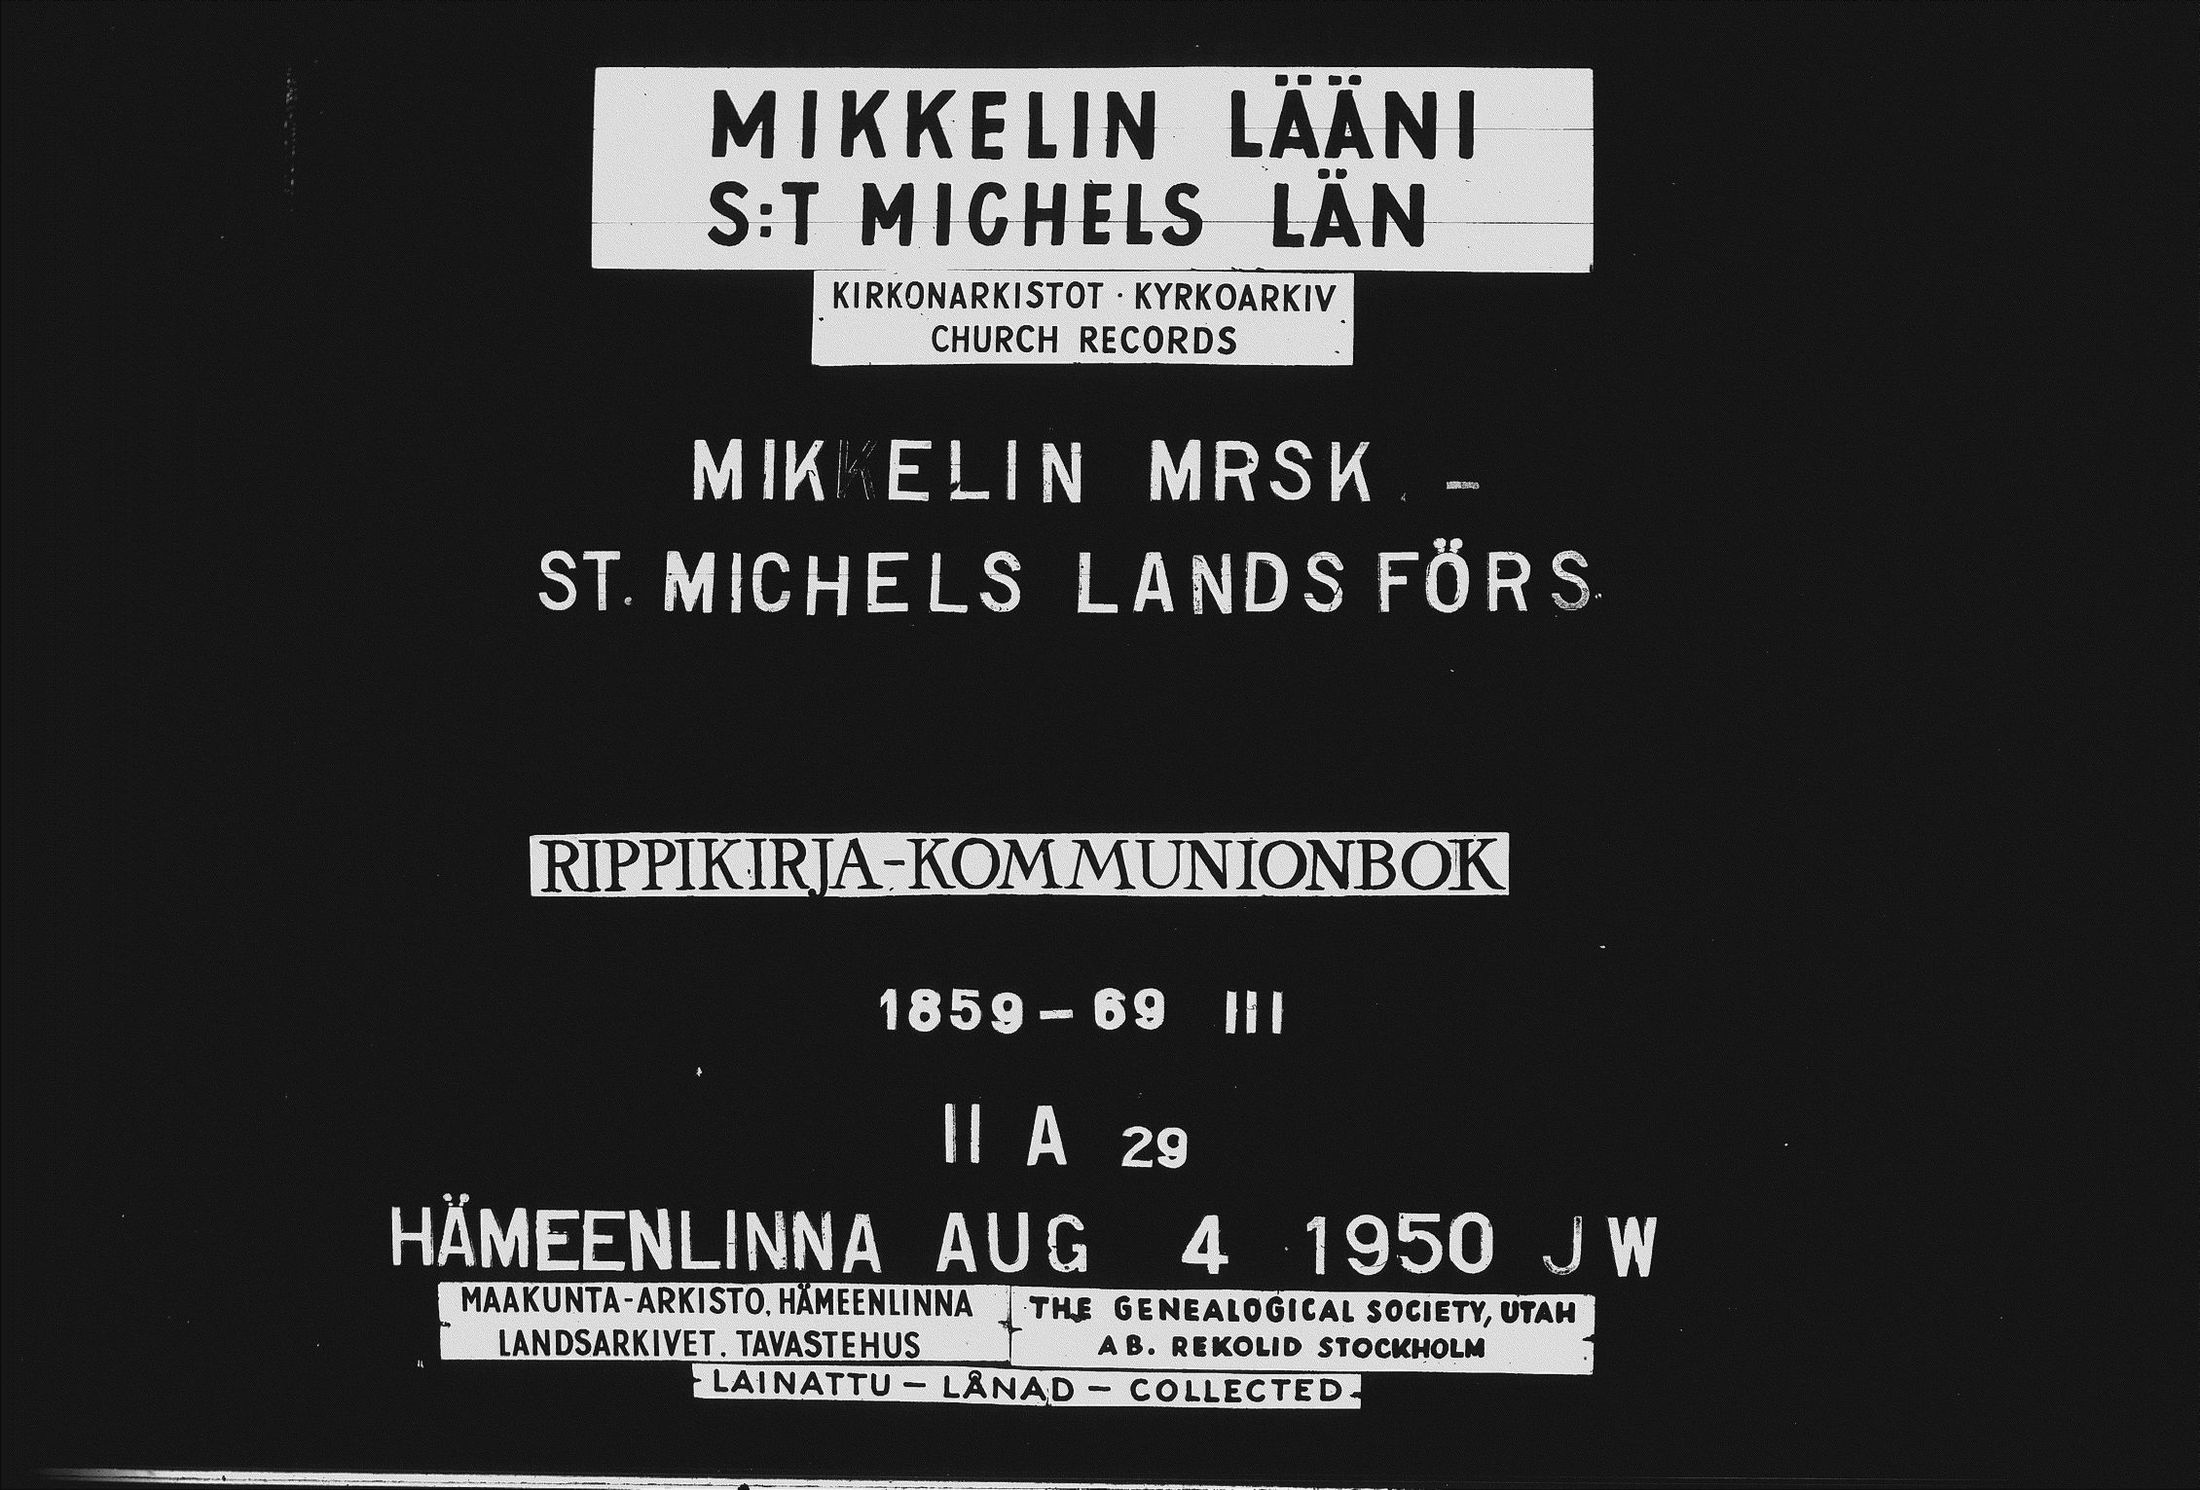 MIKKELIN LÄÄNI
S:T MICHELS LÄN
KIRKONARKISTOT · KYRKOARKIV
CHURCH RECORDS
MIKKELIN MRSK. –
ST. MICHELS LANDSFÖRS.
RIPPIKIRJA-KOMMUNIONBOK
1859–69 III
II A 29
HÄMEENLINNA AUG 4 1950 JW
MAAKUNTA-ARKISTO, HÄMEENLINNA
LANDSARKIVET. TAVASTEHUS
THE GENEALOGICAL SOCIETY, UTAH
AB. REKOLID STOCKHOLM
LAINATTU – LÅNAD – COLLECTED